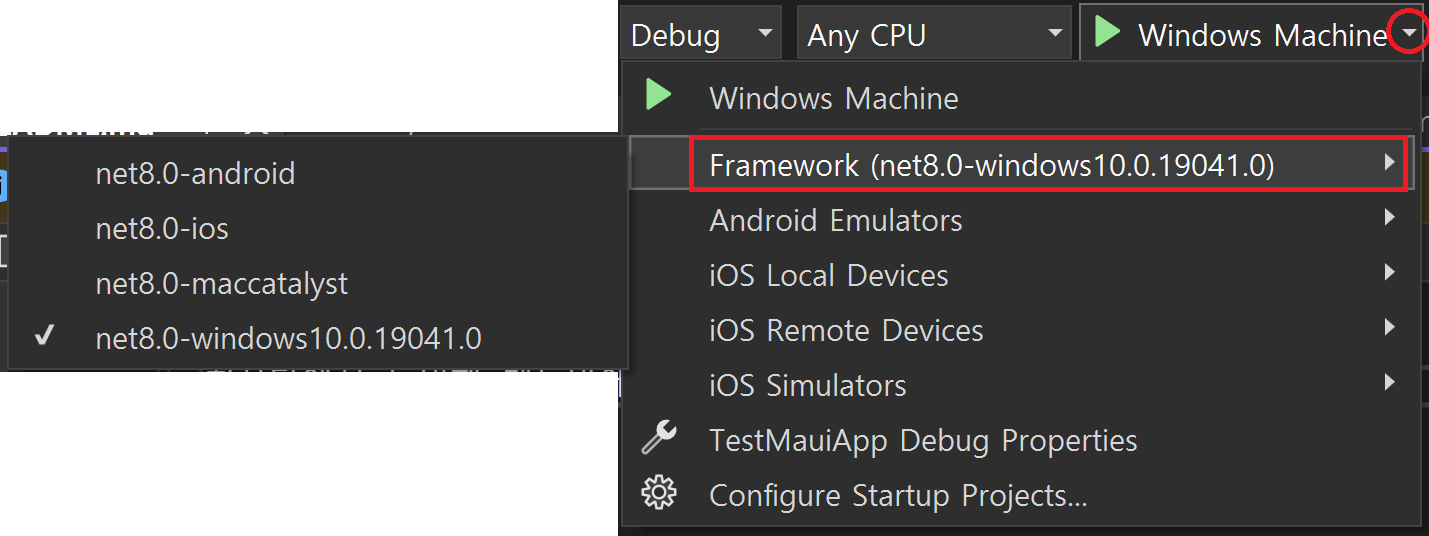 Debug
Any CPU
Windows Machine
Windows Machine
Framework (net8.0-windows10.0.19041.0)
Android Emulators
iOS Local Devices
iOS Remote Devices
iOS Simulators
TestMauiApp Debug Properties
Configure Startup Projects...
net8.0-android
net8.0-ios
net8.0-maccatalyst
net8.0-windows10.0.19041.0